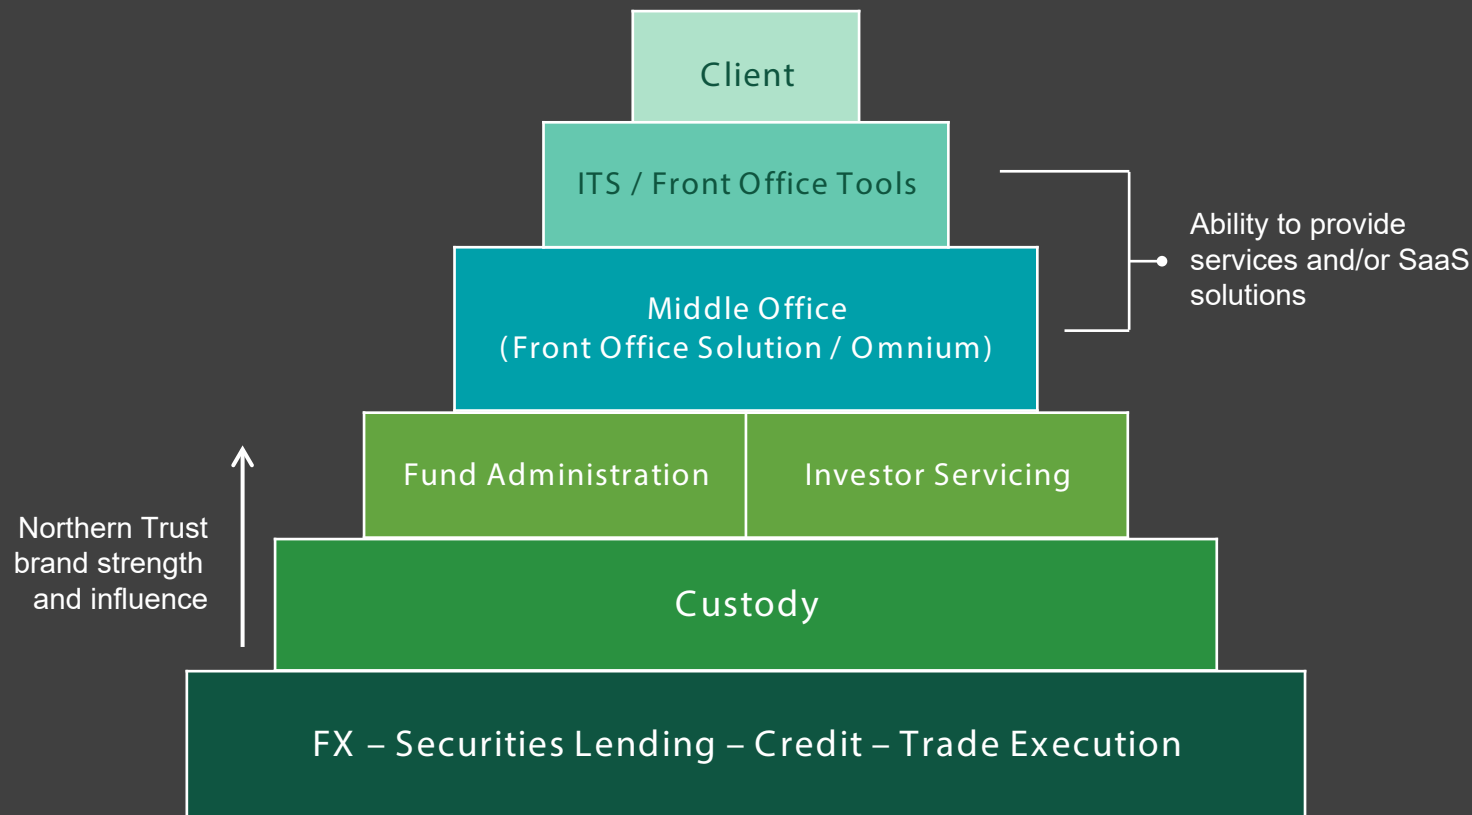 Client
ITS / Front Office Tools
Middle Office
(Front Office Solution / Omnium)
Ability to provide
services and/or SaaS
solutions
Fund Administration
Investor Servicing
Northern Trust
brand strength
and influence
Custody
FX – Securities Lending – Credit – Trade Execution